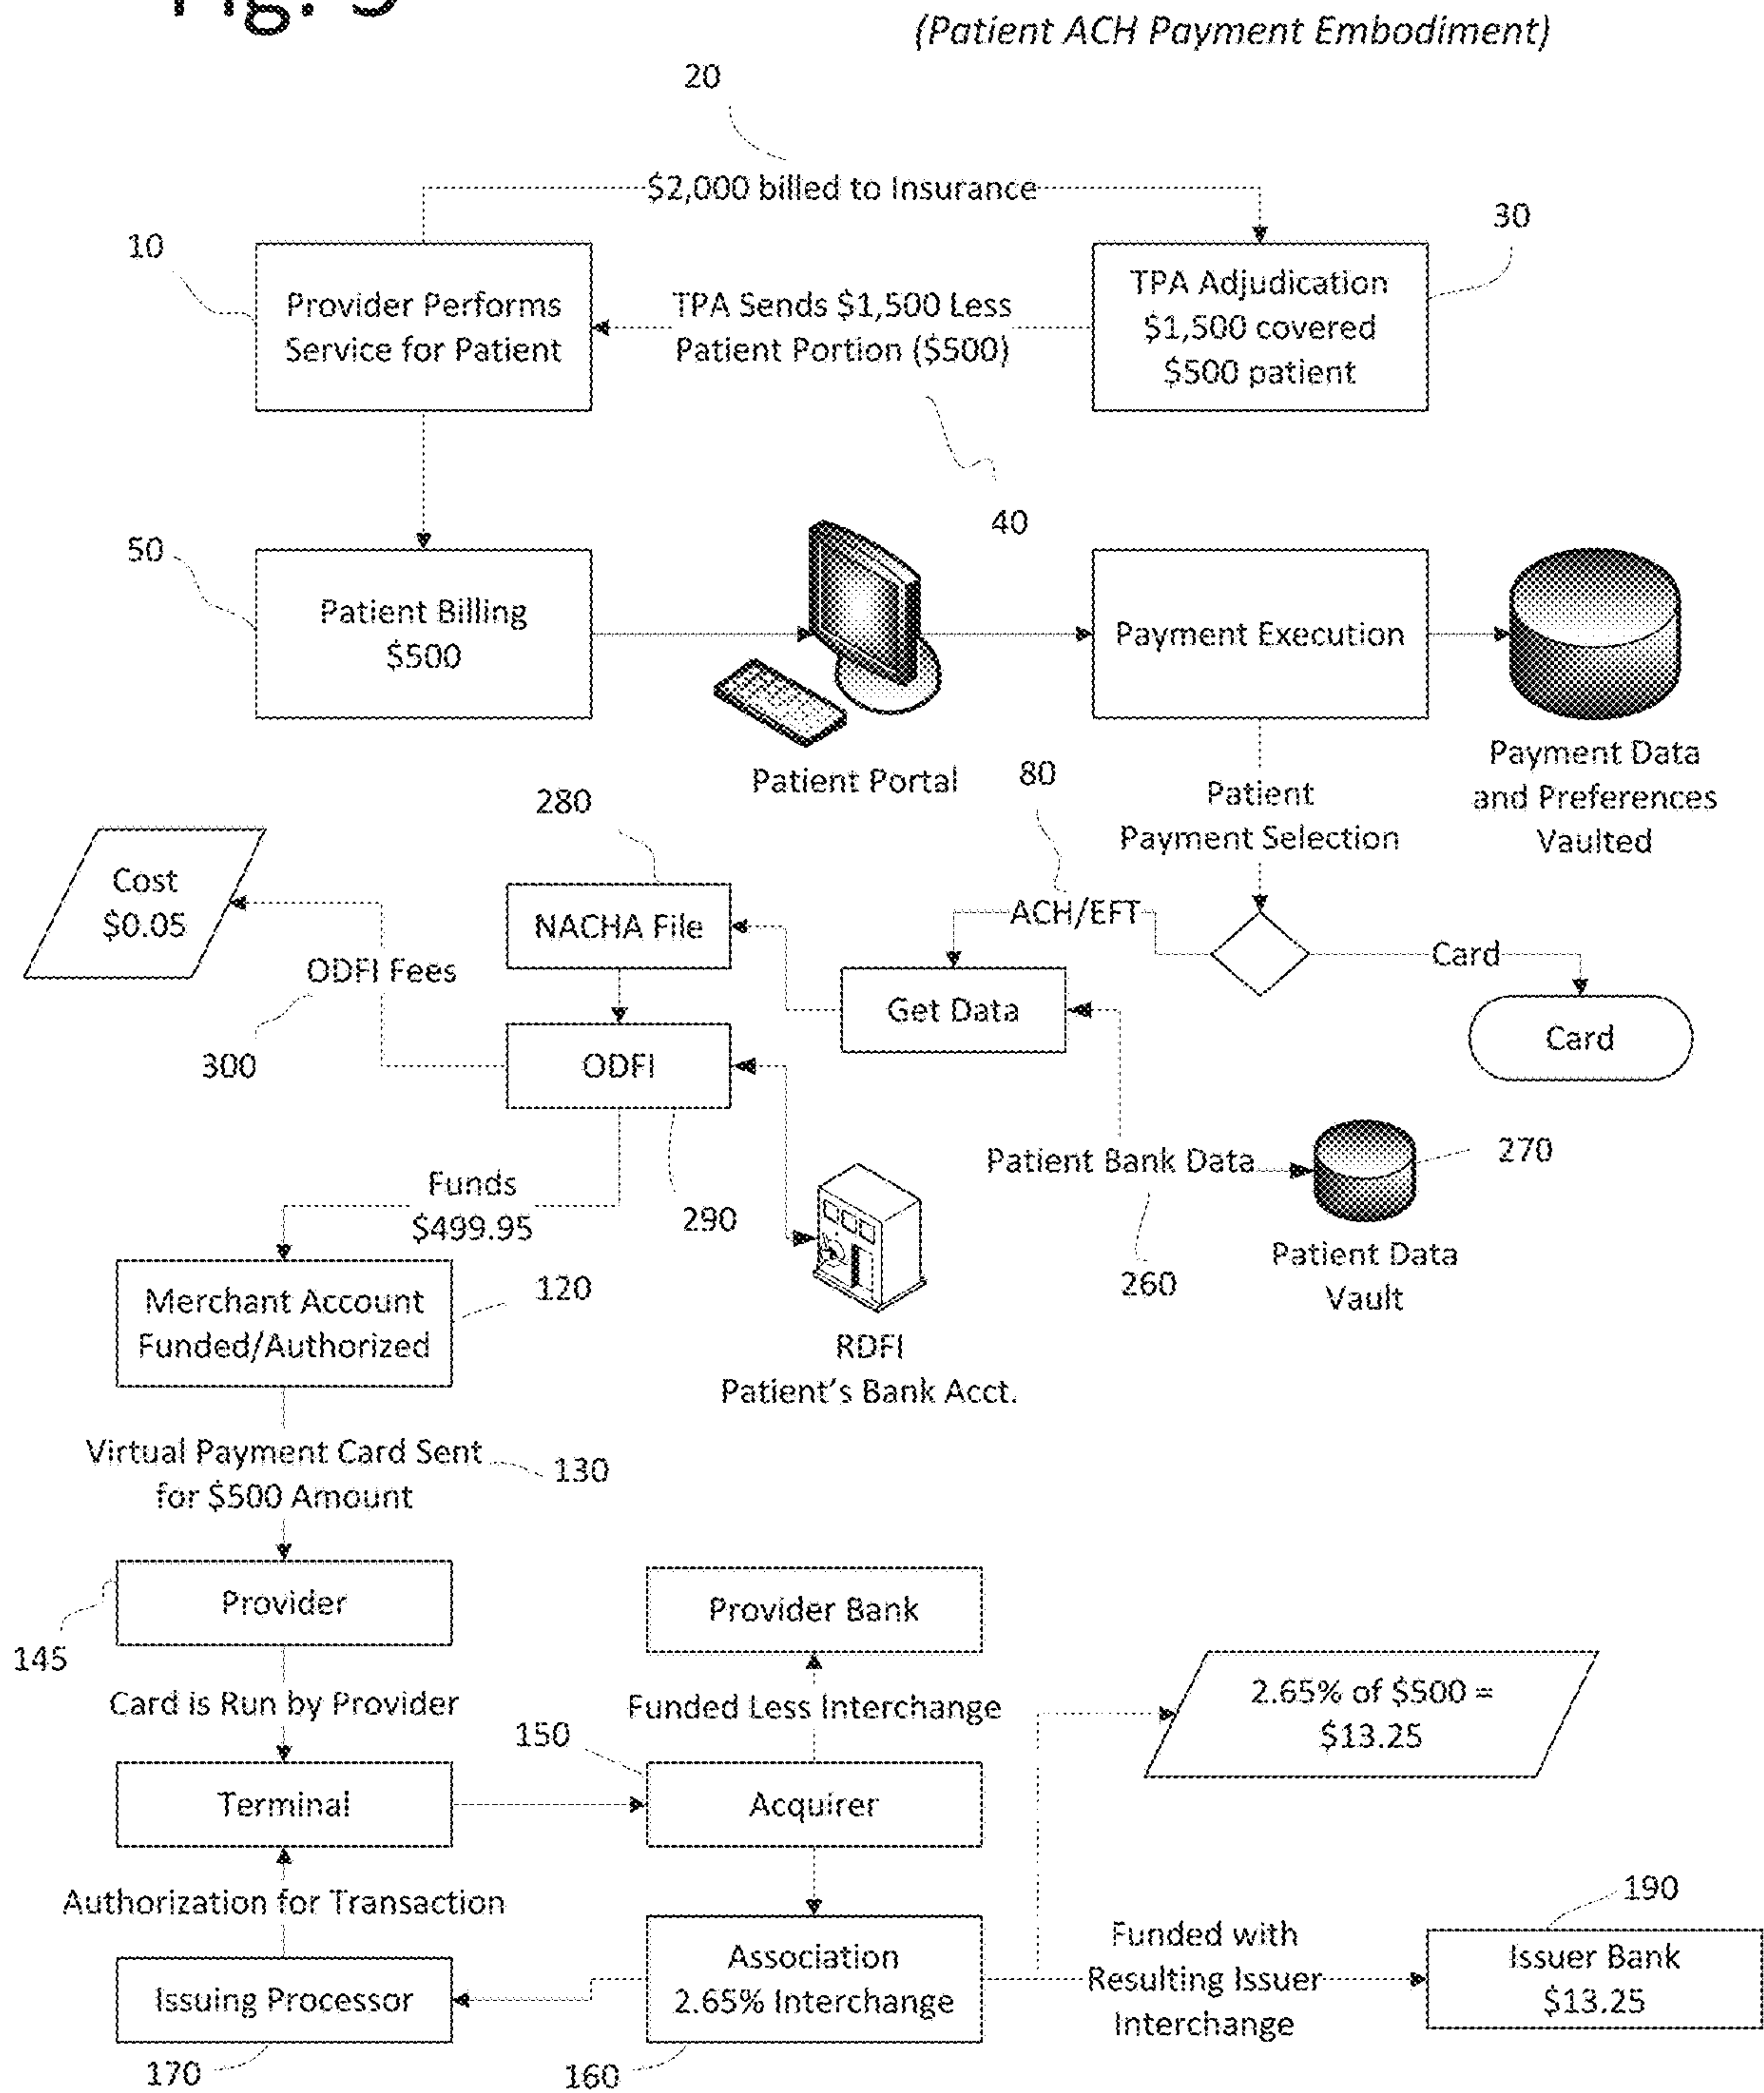 (Patient ACH Payment Embodiment)
20
$2,000 billed to Insurance
10
30
Provider Performs
Service for Patient
TPA Sends $1,500 Less
Patient Portion ($500)
TPA Adjudication
$1,500 covered
$500 patient
40
50
Patient Billing
$500
Patient Portal
Payment Execution
Payment Data
and Preferences
Vaulted
80
Patient
Payment Selection
280
Cost
$0.05
NACHA File
ACH/EFT
Card
ODFI Fees
Get Data
Card
300
ODFI
Patient Bank Data
270
Funds
$499.95
290
260
Patient Data
Vault
Merchant Account
Funded/Authorized
120
RDFI
Patient's Bank Acct.
Virtual Payment Card Sent
for $500 Amount
130
Provider
Provider Bank
145
Card is Run by Provider
Funded Less Interchange
2.65% of $500 =
$13.25
150
Terminal
Acquirer
Authorization for Transaction
190
Issuing Processor
Association
2.65% Interchange
Funded with
Resulting Issuer
Interchange
Issuer Bank
$13.25
170
160